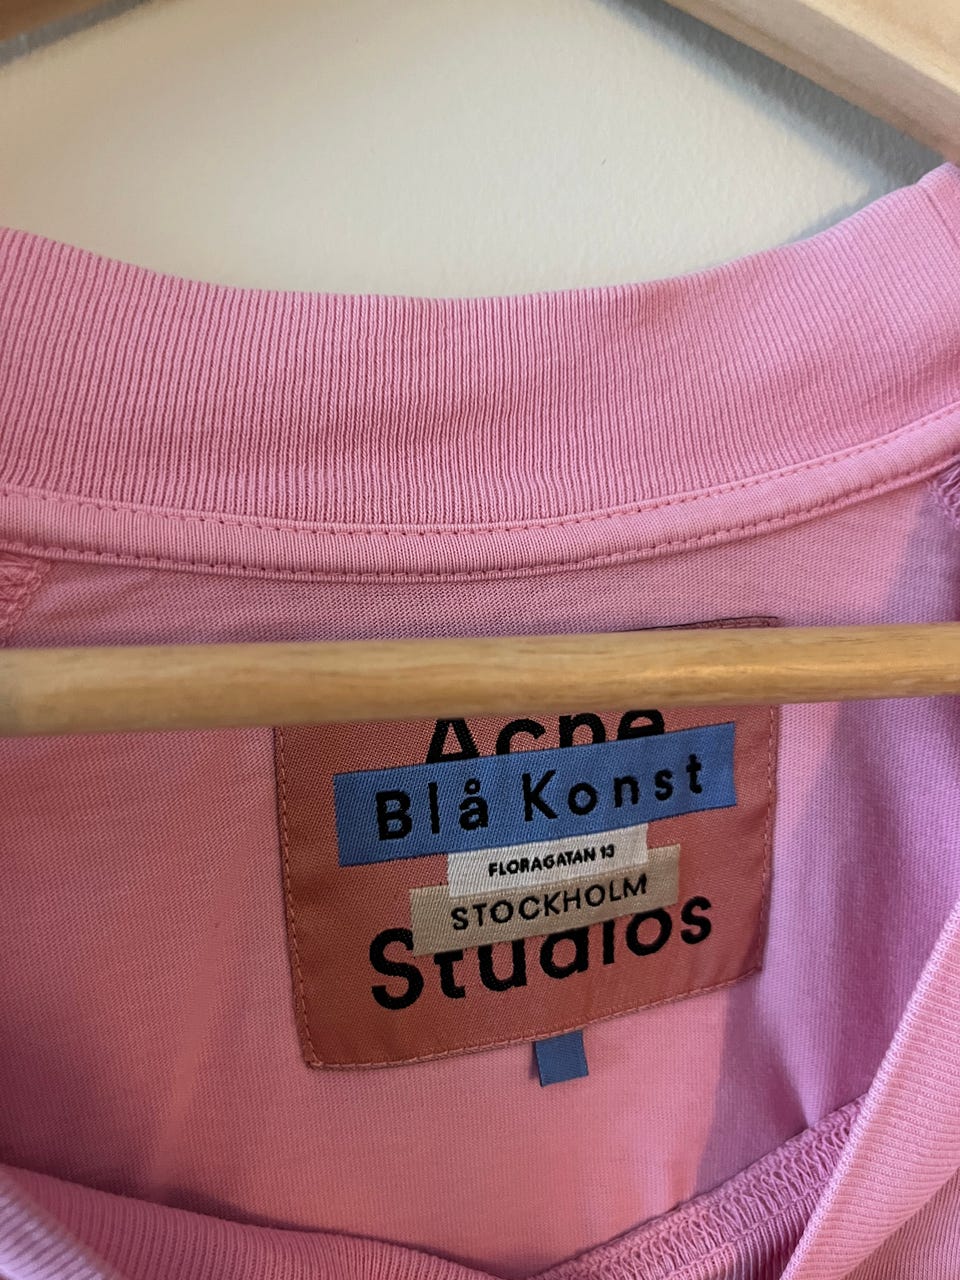 Acne
Blå Konst
FLORAGATAN 13
STOCKHOLM
Studios